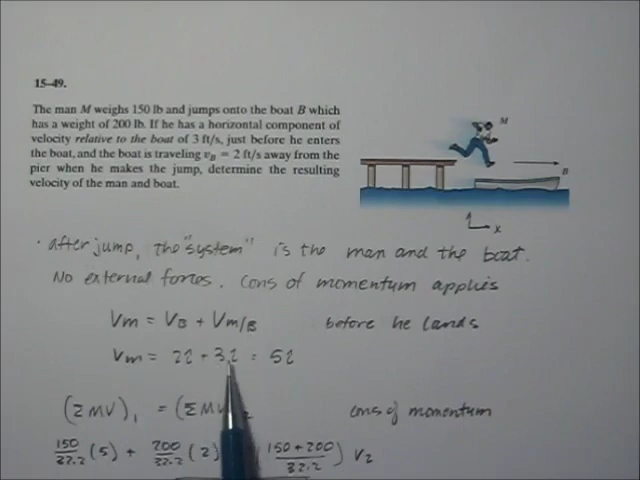 15–49.
The man M weighs 150 lb and jumps onto the boat B which
has a weight of 200 lb. If he has a horizontal component of
velocity relative to the boat of 3 ft/s, just before he enters
the boat, and the boat is traveling v_B = 2 ft/s away from the
pier when he makes the jump, determine the resulting
velocity of the man and boat.
M
B
x
· after jump, the "system" is the man and the boat.
No external forces. Cons of momentum applies
Vm = VB + Vm/B before he lands
Vm = 2î + 3î = 5î
(ΣMV)₁ = (ΣMV 2 cons of momentum
150/32.2 (5) + 200/32.2 (2) (150+200/32.2) V2